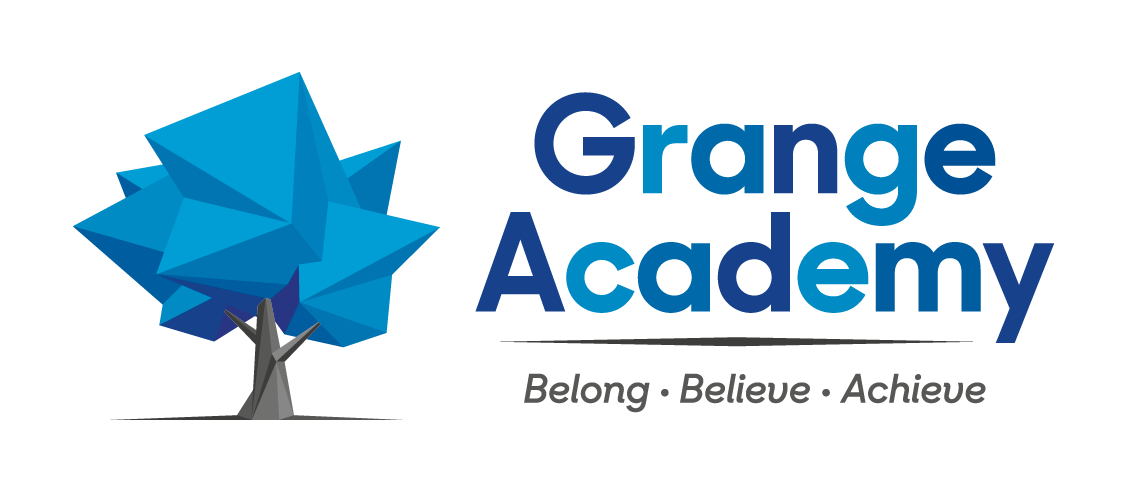 Grange
Academy
Belong • Believe • Achieve